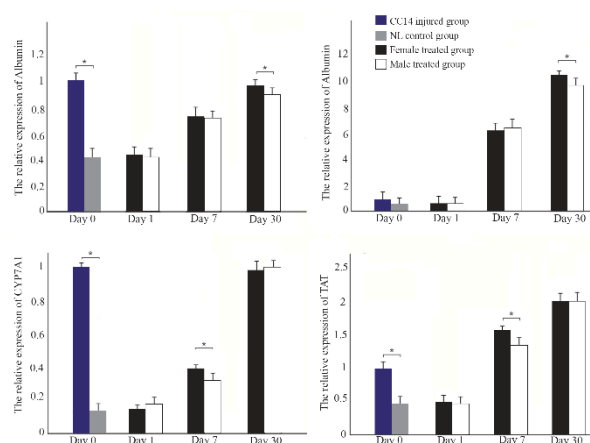 CC14 injured group
NL control group
Female treated group
Male treated group
The relative expression of Albumin
1,2
1
0,8
0,6
0,4
0,2
0
*
*
Day 0 Day 1 Day 7 Day 30
The relative expression of Albumin
12
10
8
6
4
2
0
*
Day 0 Day 1 Day 7 Day 30
The relative expression of CYP7A1
1
0,8
0,4
0,2
0
*
*
Day 0 Day 1 Day 7 Day 30
The relative expression of TAT
2.5
2
1.5
1
0.5
0
*
*
Day 0 Day 1 Day 7 Day 30